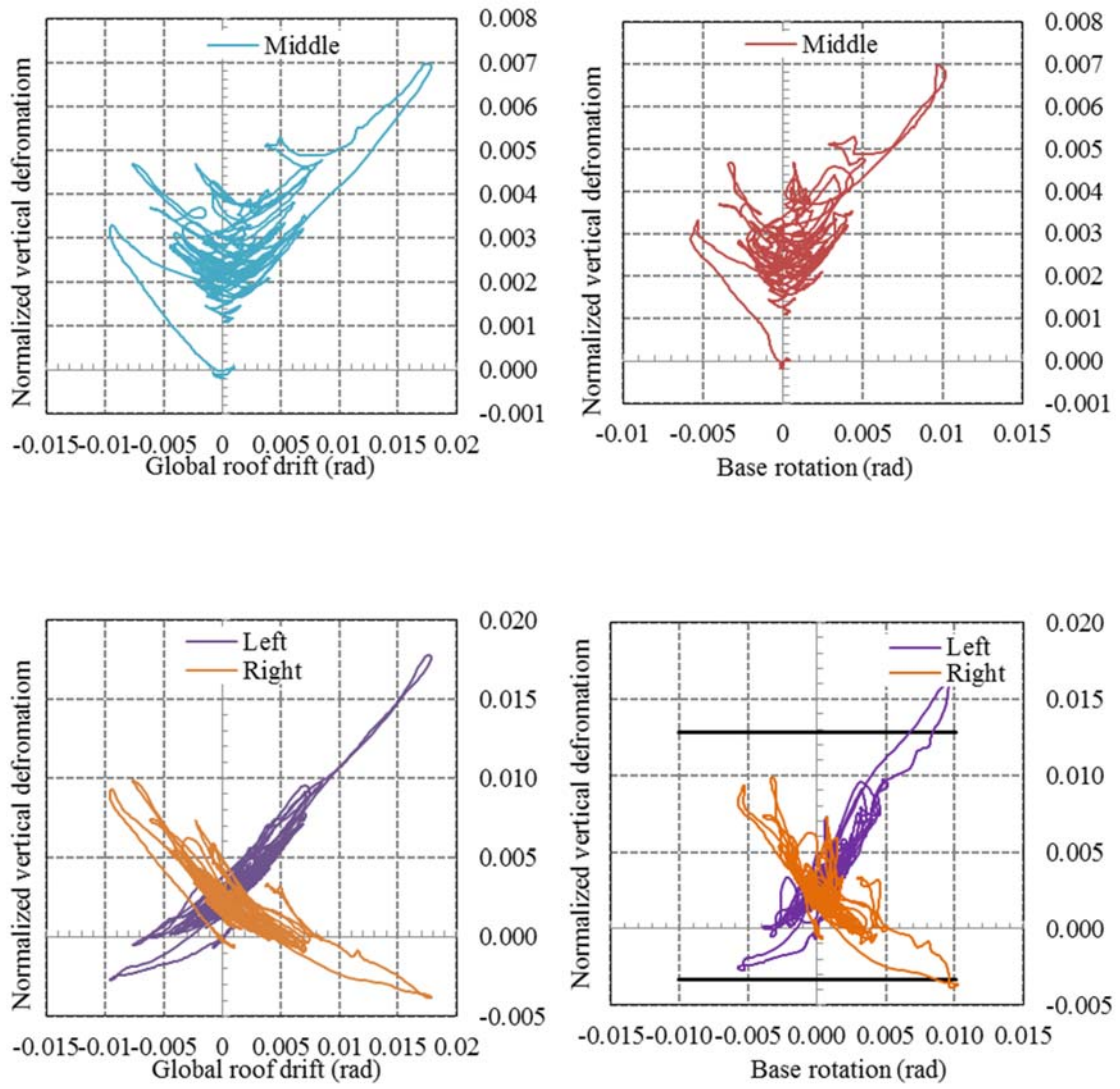 Middle
Normalized vertical defromatiom
0.008
0.007
0.006
0.005
0.004
0.003
0.002
0.001
0.000
-0.001
-0.015-0.01-0.005 0 0.005 0.01 0.015 0.02
Global roof drift (rad)
Middle
Normalized vertical defromatiom
0.008
0.007
0.006
0.005
0.004
0.003
0.002
0.001
0.000
-0.001
-0.01 -0.005 0 0.005 0.01 0.015
Base rotation (rad)
Left
Right
Normalized vertical defromatiom
0.020
0.015
0.010
0.005
0.000
-0.005
-0.015-0.01-0.005 0 0.005 0.01 0.015 0.02
Global roof drift (rad)
Left
Right
Normalized vertical defromatiom
0.020
0.015
0.010
0.005
0.000
-0.005
-0.015-0.010-0.005 0.000 0.005 0.010 0.015
Base rotation (rad)